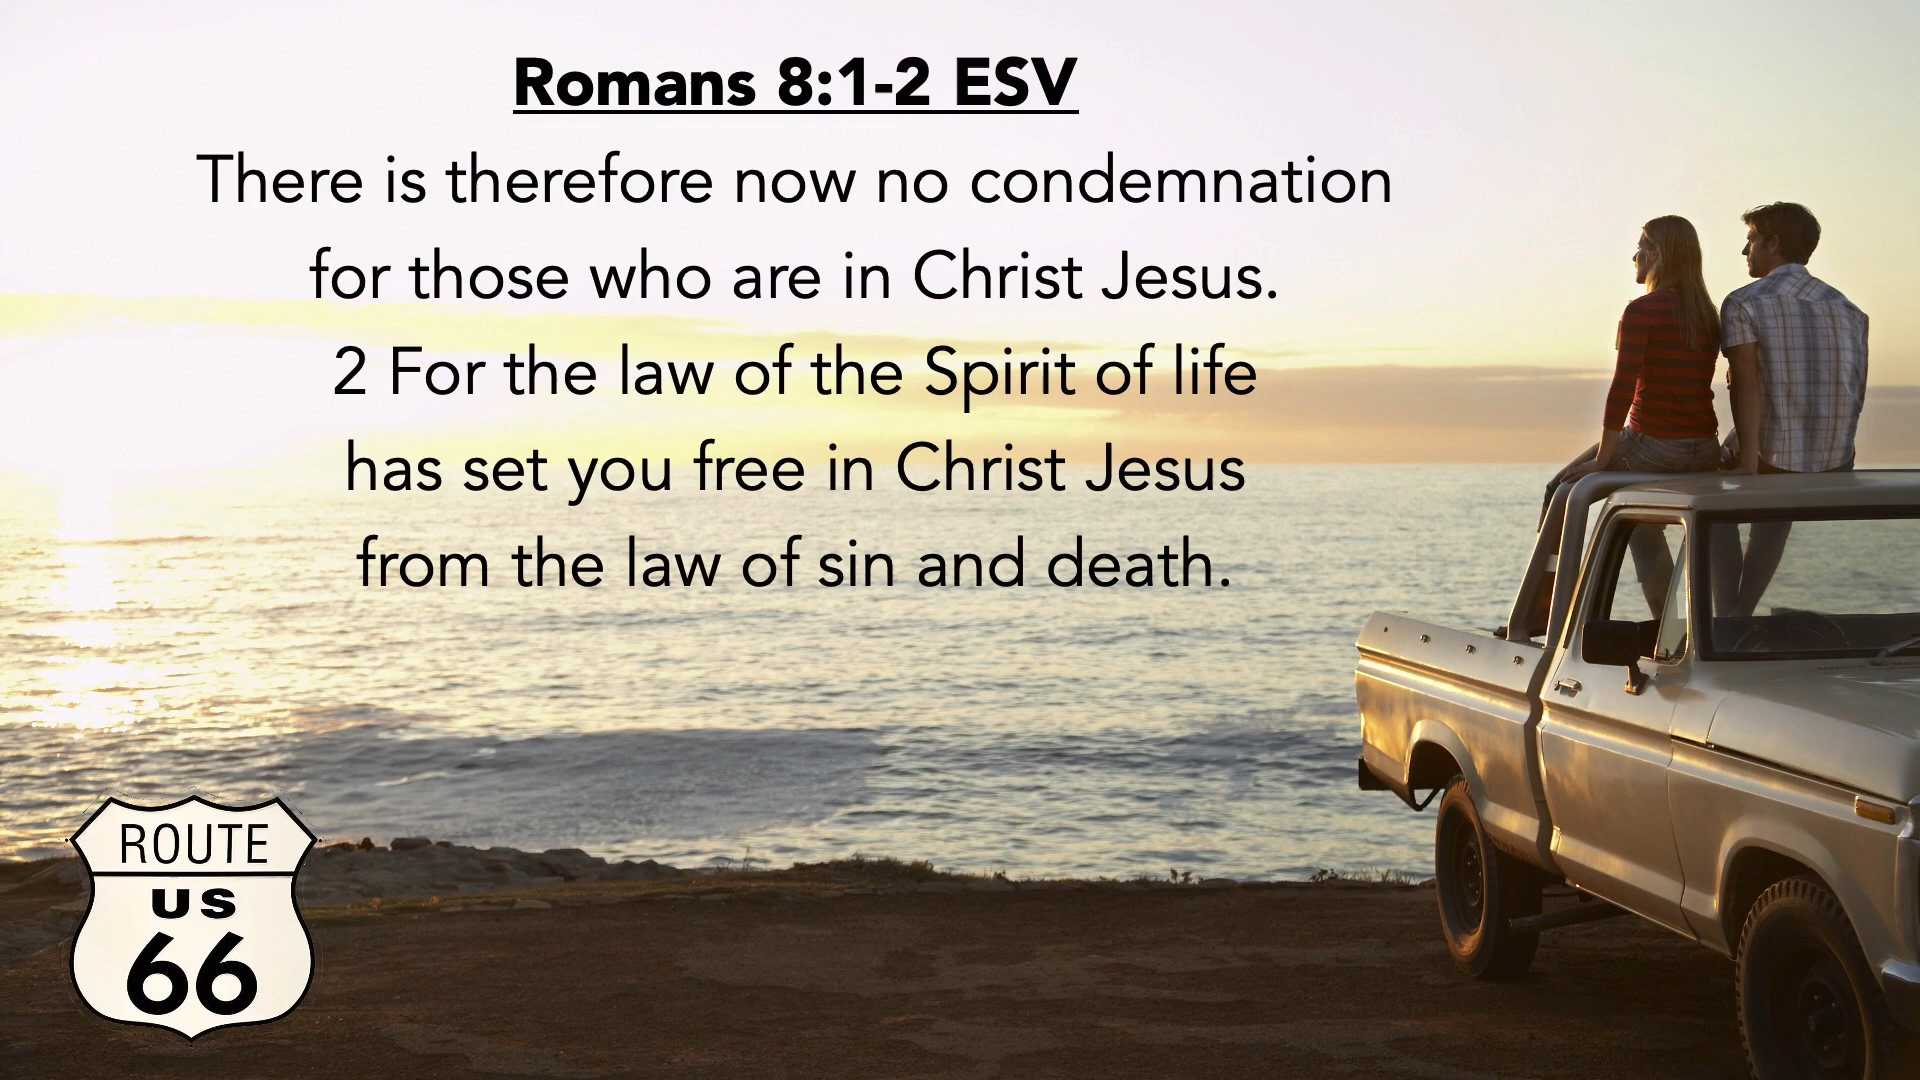 Romans 8:1-2 ESV
There is therefore now no condemnation
for those who are in Christ Jesus.
2 For the law of the Spirit of life
has set you free in Christ Jesus
from the law of sin and death.
ROUTE
US
66